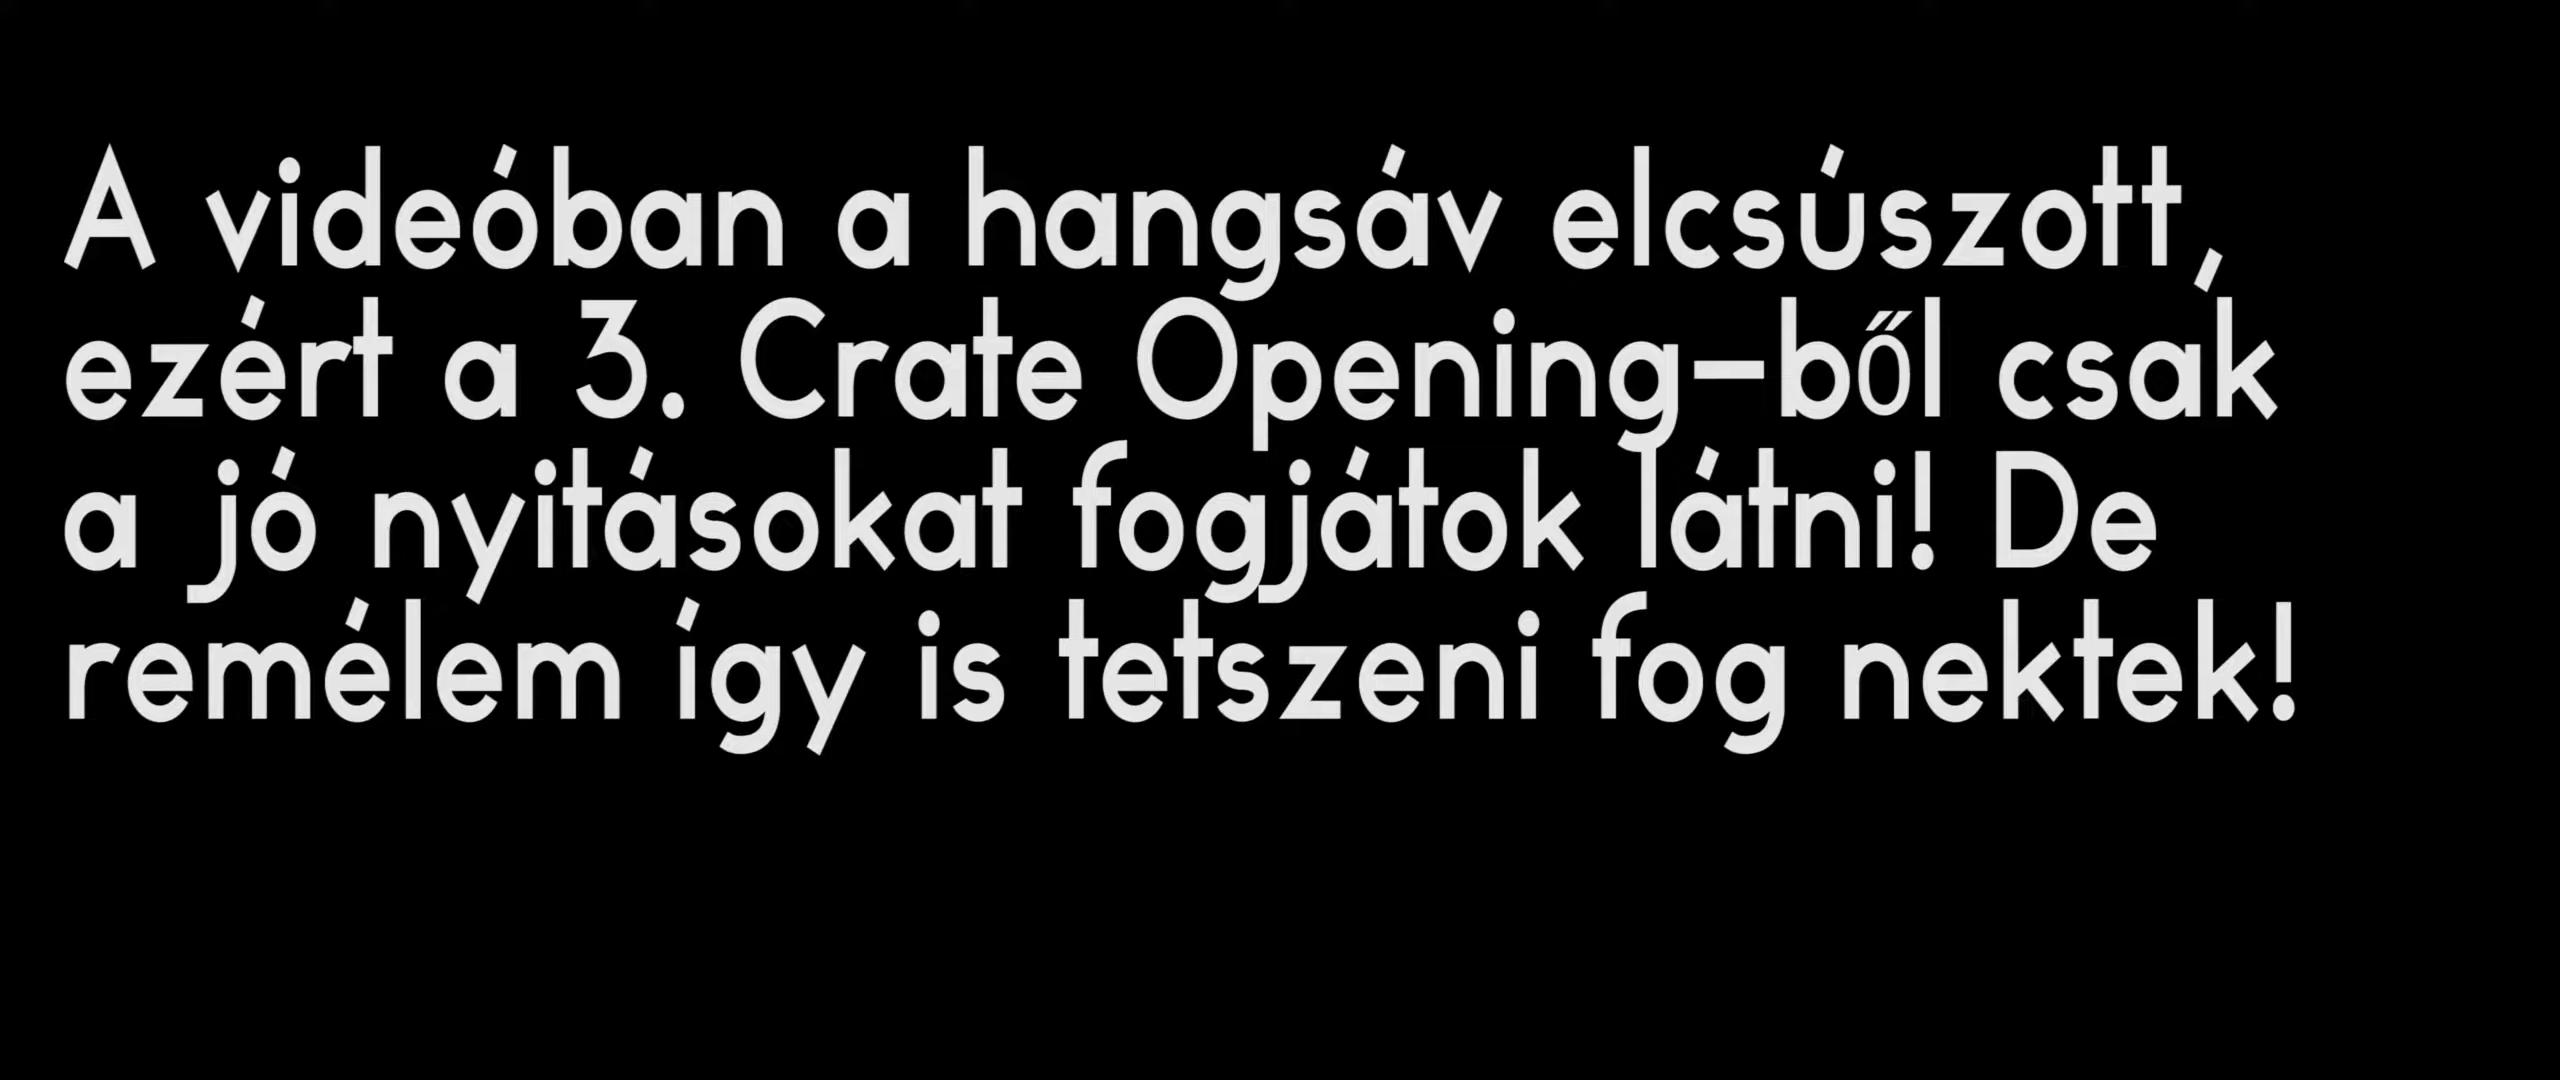 A videóban a hangsáv elcsúszott,
ezért a 3. Crate Opening-ből csak
a jó nyitásokat fogjátok látni! De
remélem így is tetszeni fog nektek!